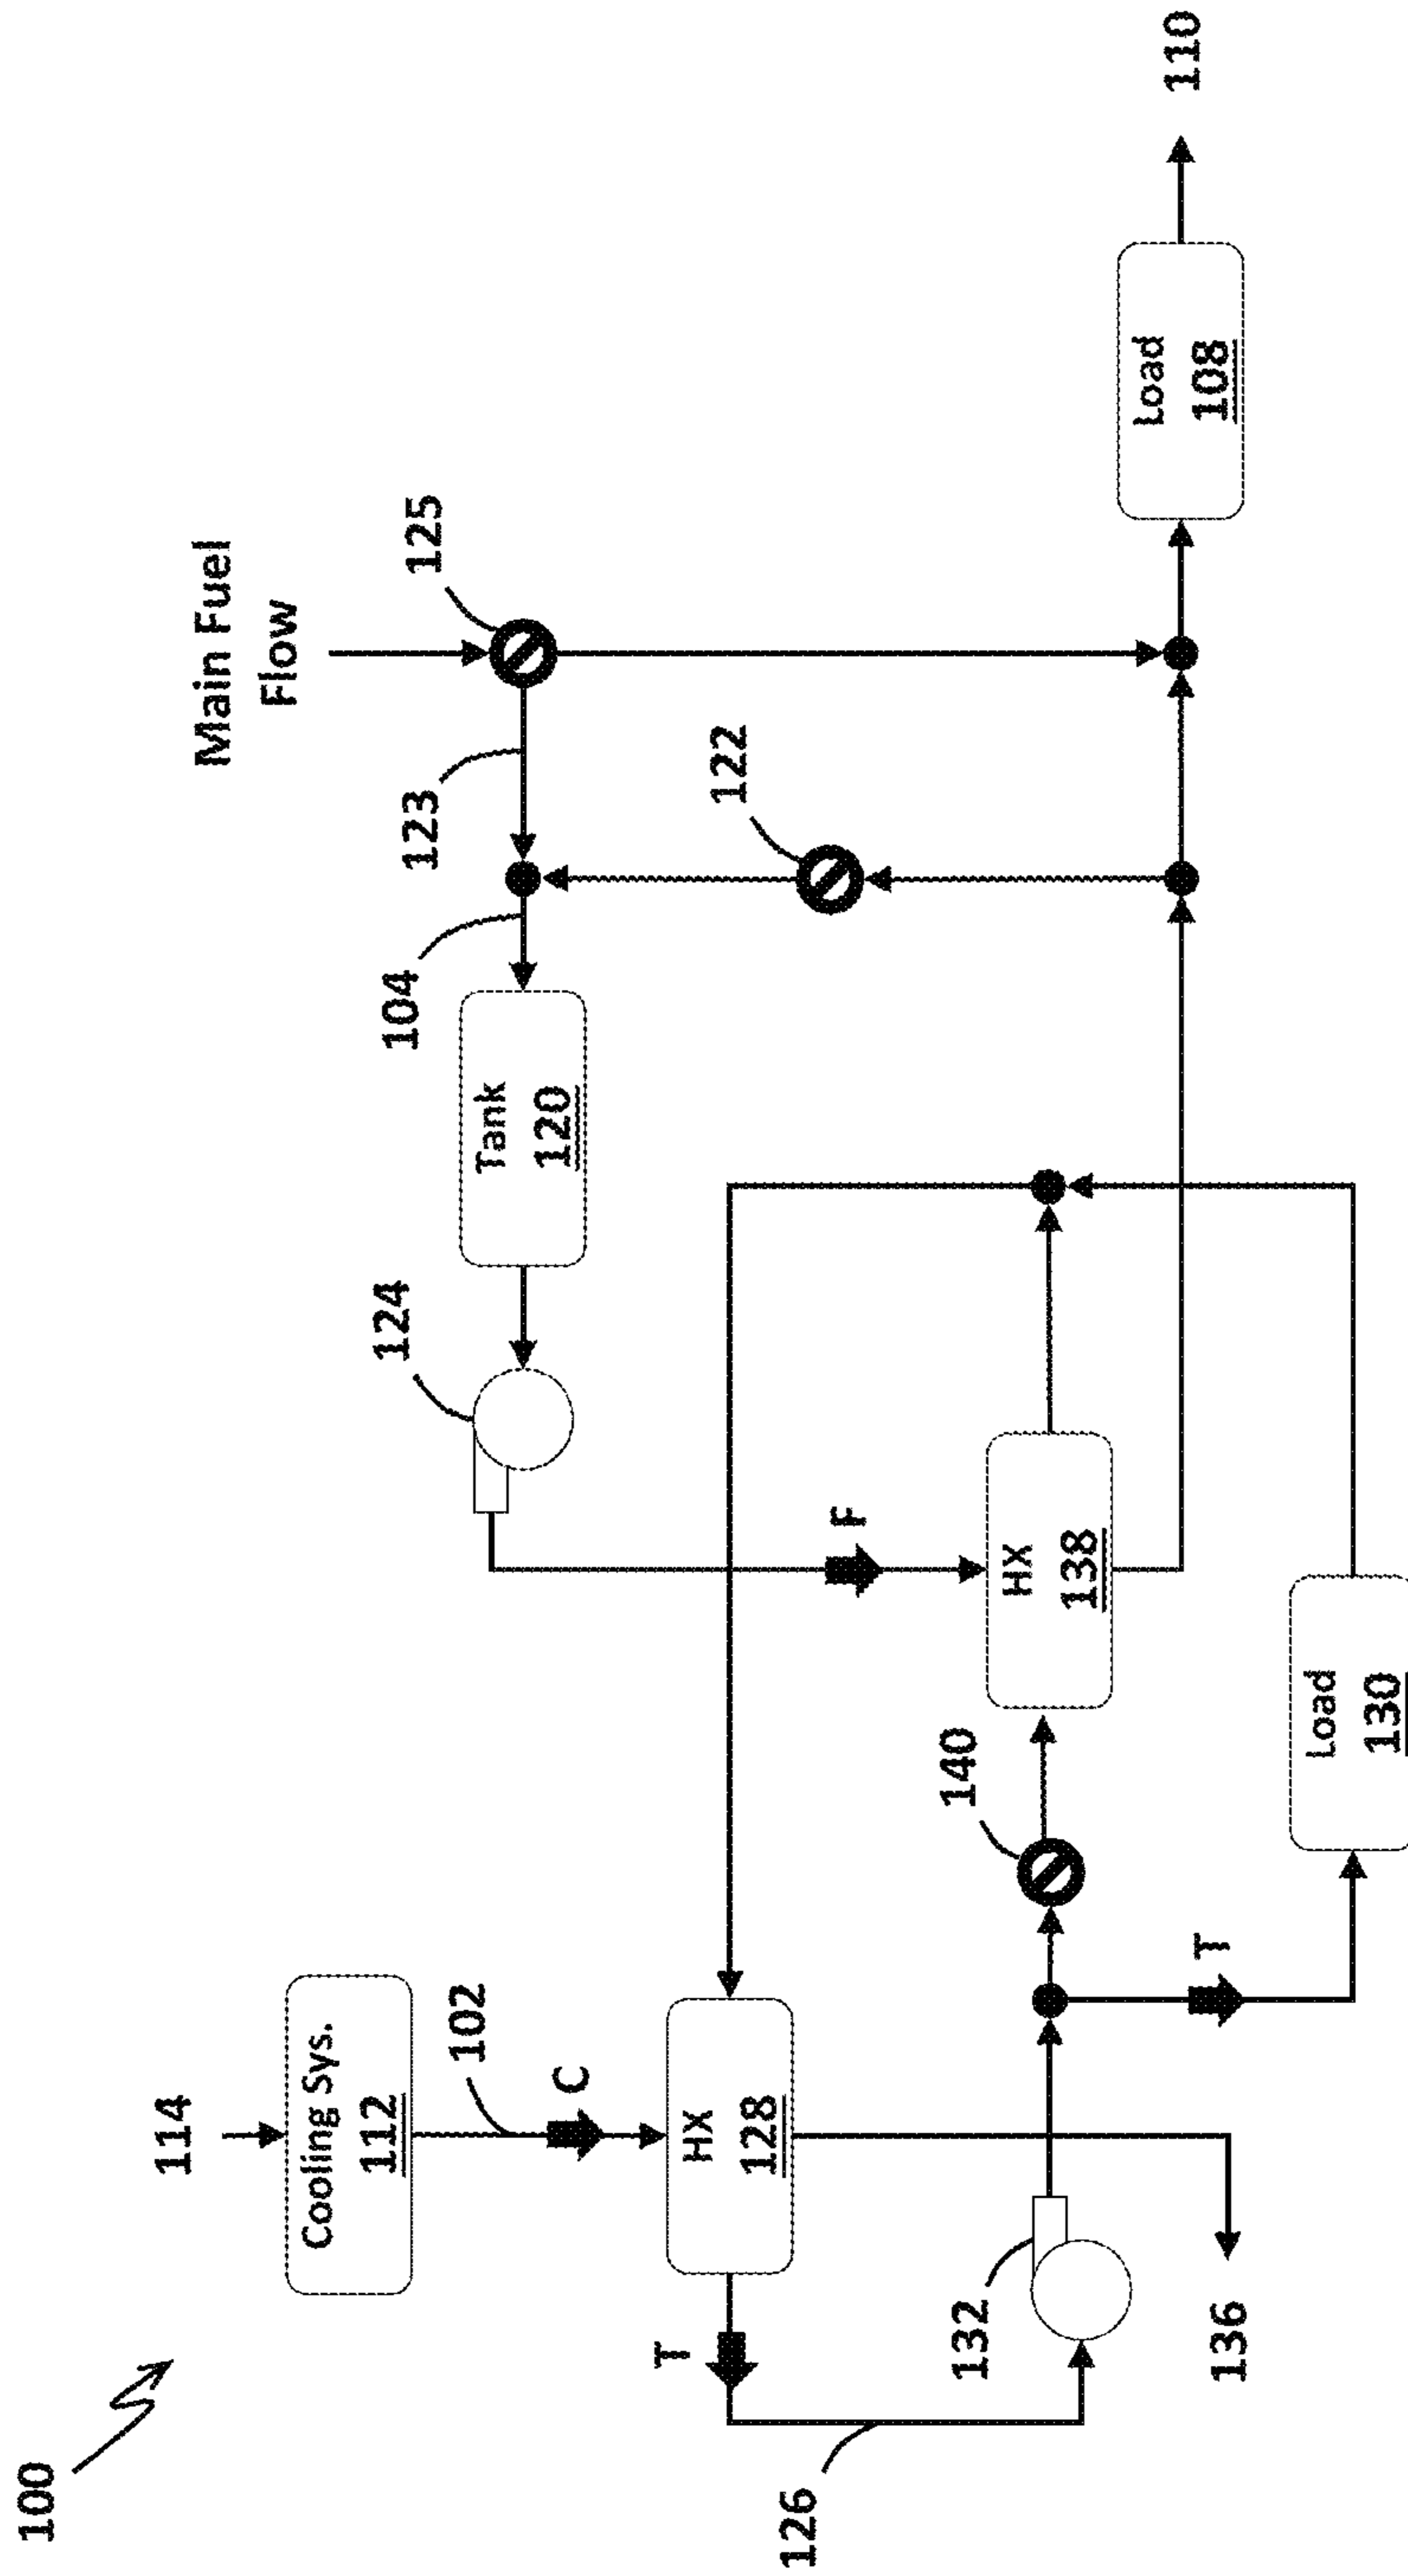 100
114
Cooling Sys.
112
102
C
HX
128
T
126
132
136
140
T
Load
130
HX
138
F
124
Tank
120
104
123
125
Main Fuel
Flow
122
Load
108
110